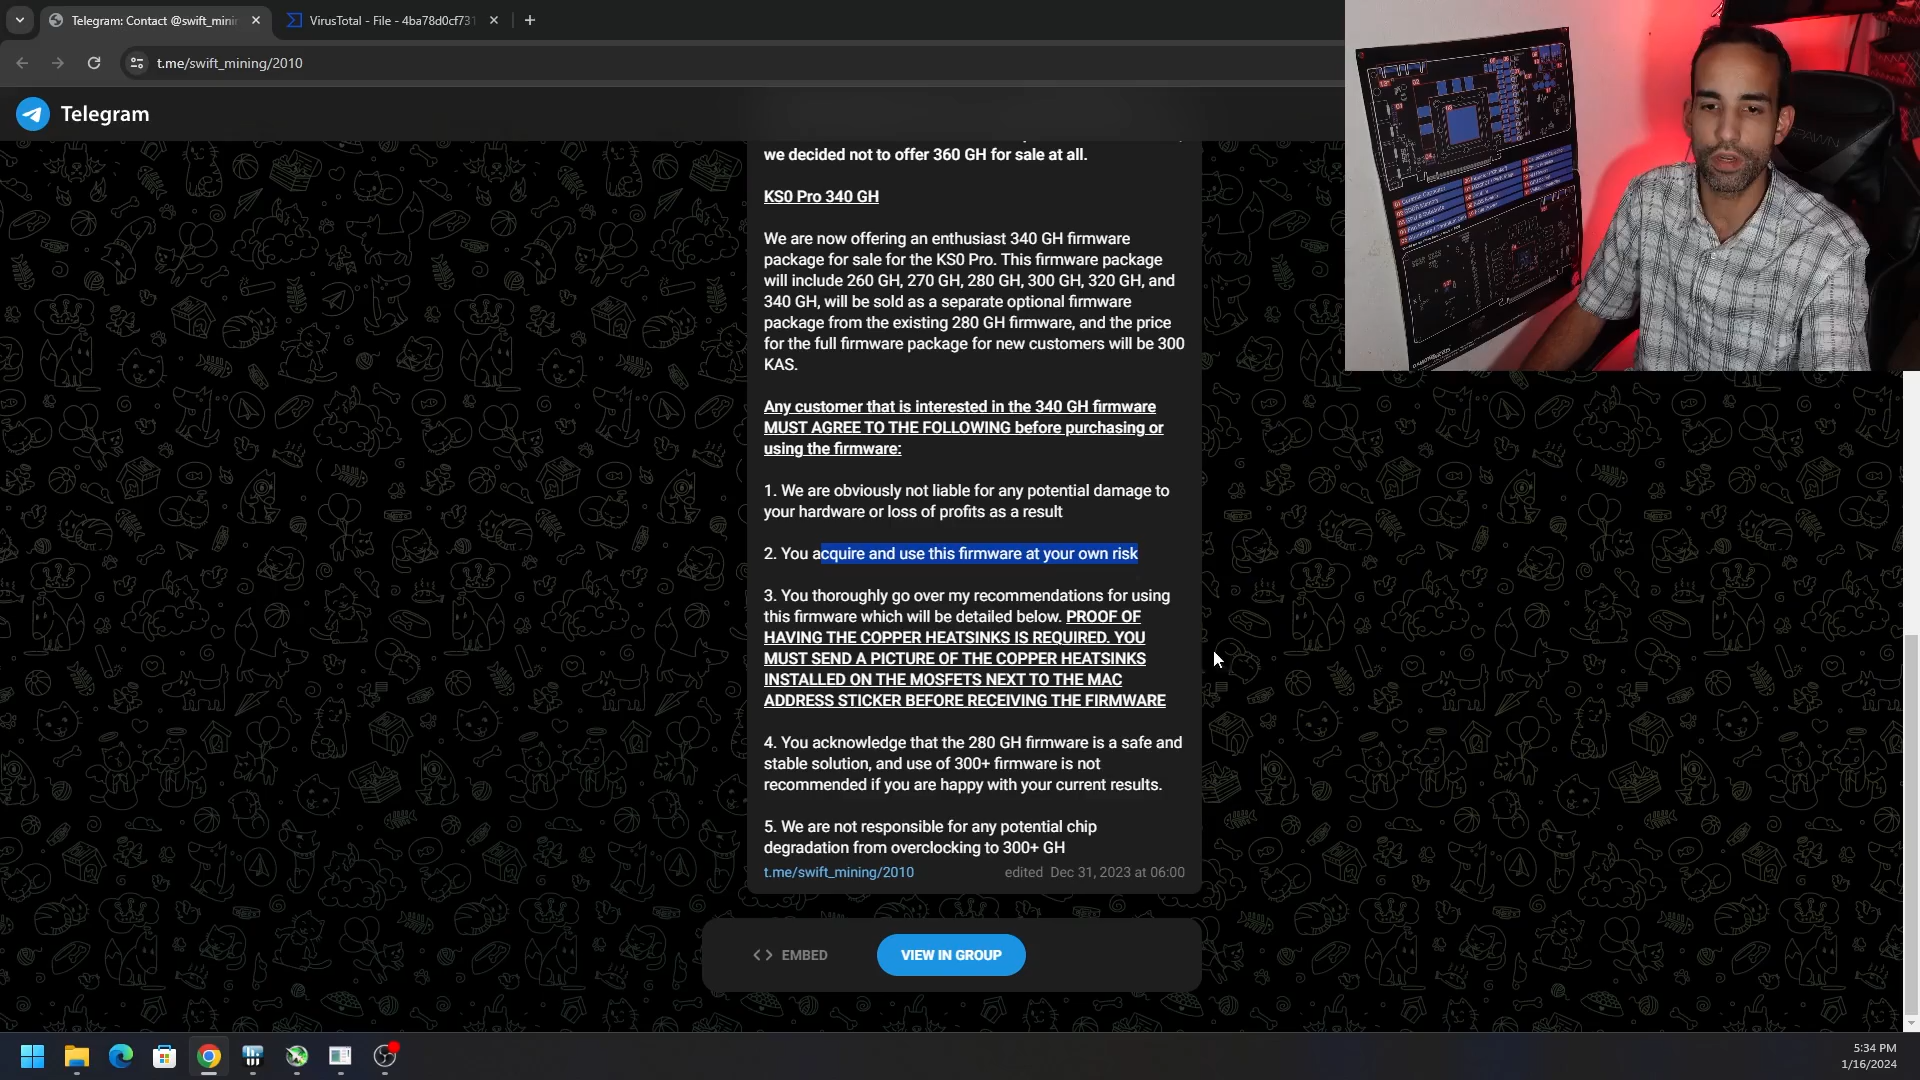 Telegram: Contact @swift_minin
VirusTotal - File - 4ba78d0cf731
t.me/swift_mining/2010
Telegram
we decided not to offer 360 GH for sale at all.
KS0 Pro 340 GH
We are now offering an enthusiast 340 GH firmware
package for sale for the KS0 Pro. This firmware package
will include 260 GH, 270 GH, 280 GH, 300 GH, 320 GH, and
340 GH, will be sold as a separate optional firmware
package from the existing 280 GH firmware, and the price
for the full firmware package for new customers will be 300
KAS.
Any customer that is interested in the 340 GH firmware
MUST AGREE TO THE FOLLOWING before purchasing or
using the firmware:
1. We are obviously not liable for any potential damage to
your hardware or loss of profits as a result
2. You acquire and use this firmware at your own risk
3. You thoroughly go over my recommendations for using
this firmware which will be detailed below. PROOF OF
HAVING THE COPPER HEATSINKS IS REQUIRED. YOU
MUST SEND A PICTURE OF THE COPPER HEATSINKS
INSTALLED ON THE MOSFETS NEXT TO THE MAC
ADDRESS STICKER BEFORE RECEIVING THE FIRMWARE
4. You acknowledge that the 280 GH firmware is a safe and
stable solution, and use of 300+ firmware is not
recommended if you are happy with your current results.
5. We are not responsible for any potential chip
degradation from overclocking to 300+ GH
t.me/swift_mining/2010 edited Dec 31, 2023 at 06:00
EMBED
VIEW IN GROUP
5:34 PM
1/16/2024